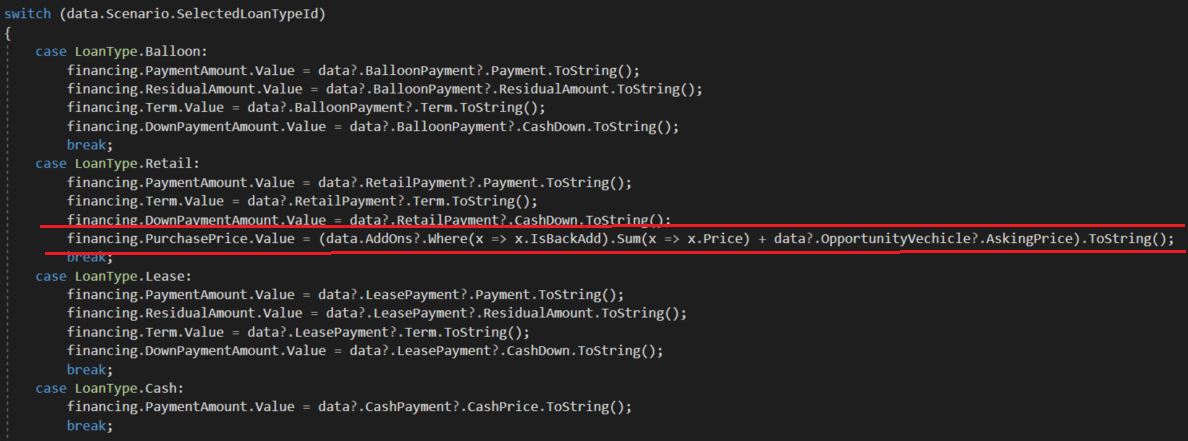 switch (data.Scenario.SelectedLoanTypeId)
{
case LoanType.Balloon:
financing.PaymentAmount.Value = data?.BalloonPayment?.Payment.ToString();
financing.ResidualAmount.Value = data?.BalloonPayment?.ResidualAmount.ToString();
financing.Term.Value = data?.BalloonPayment?.Term.ToString();
financing.DownPaymentAmount.Value = data?.BalloonPayment?.CashDown.ToString();
break;
case LoanType.Retail:
financing.PaymentAmount.Value = data?.RetailPayment?.Payment.ToString();
financing.Term.Value = data?.RetailPayment?.Term.ToString();
financing.DownPaymentAmount.Value = data?.RetailPayment?.CashDown.ToString();
financing.PurchasePrice.Value = (data.AddOns?.Where(x => x.IsBackAdd).Sum(x => x.Price) + data?.OpportunityVechicle?.AskingPrice).ToString();
break;
case LoanType.Lease:
financing.PaymentAmount.Value = data?.LeasePayment?.Payment.ToString();
financing.ResidualAmount.Value = data?.LeasePayment?.ResidualAmount.ToString();
financing.Term.Value = data?.LeasePayment?.Term.ToString();
financing.DownPaymentAmount.Value = data?.LeasePayment?.CashDown.ToString();
break;
case LoanType.Cash:
financing.PaymentAmount.Value = data?.CashPayment?.CashPrice.ToString();
break;